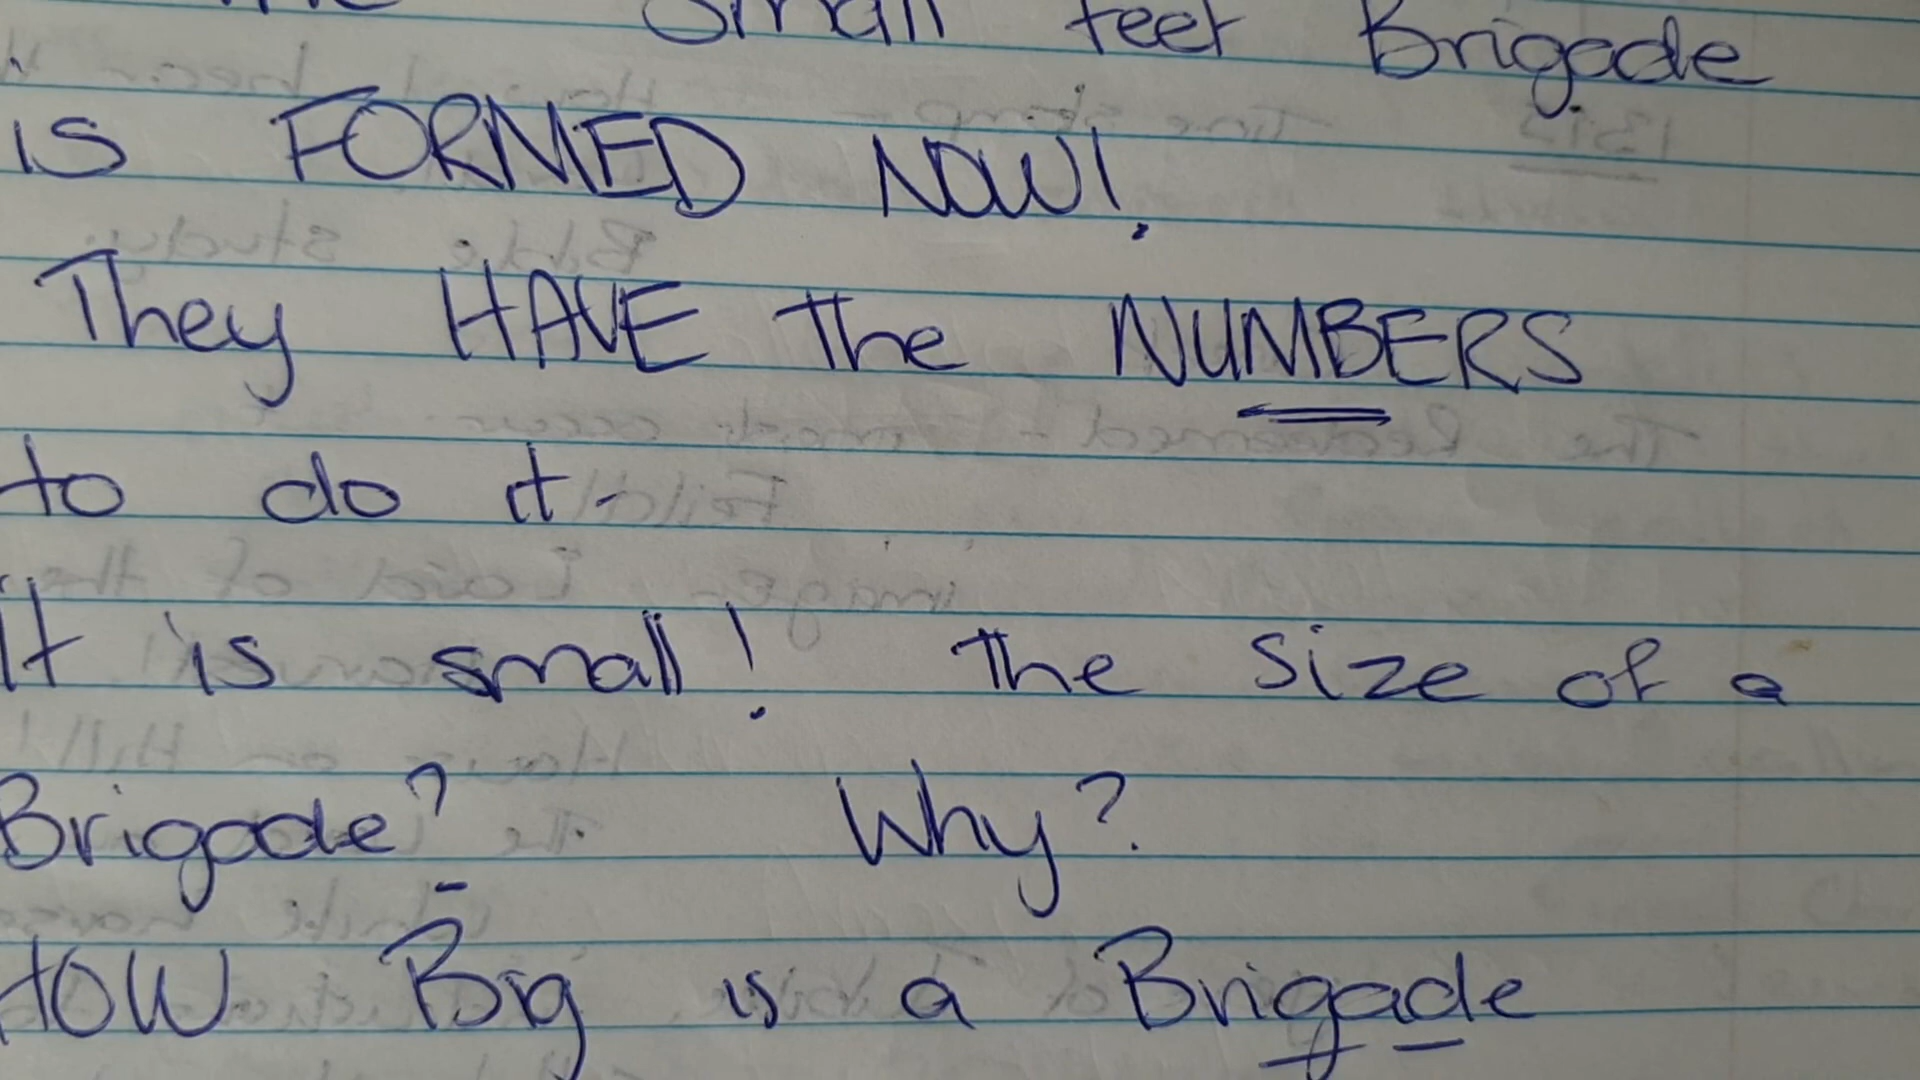 The Small feet Brigade
is FORMED NOW!
They HAVE the NUMBERS
to do it.
it is small! The size of a
Brigade? Why?
HOW Big is a Brigade